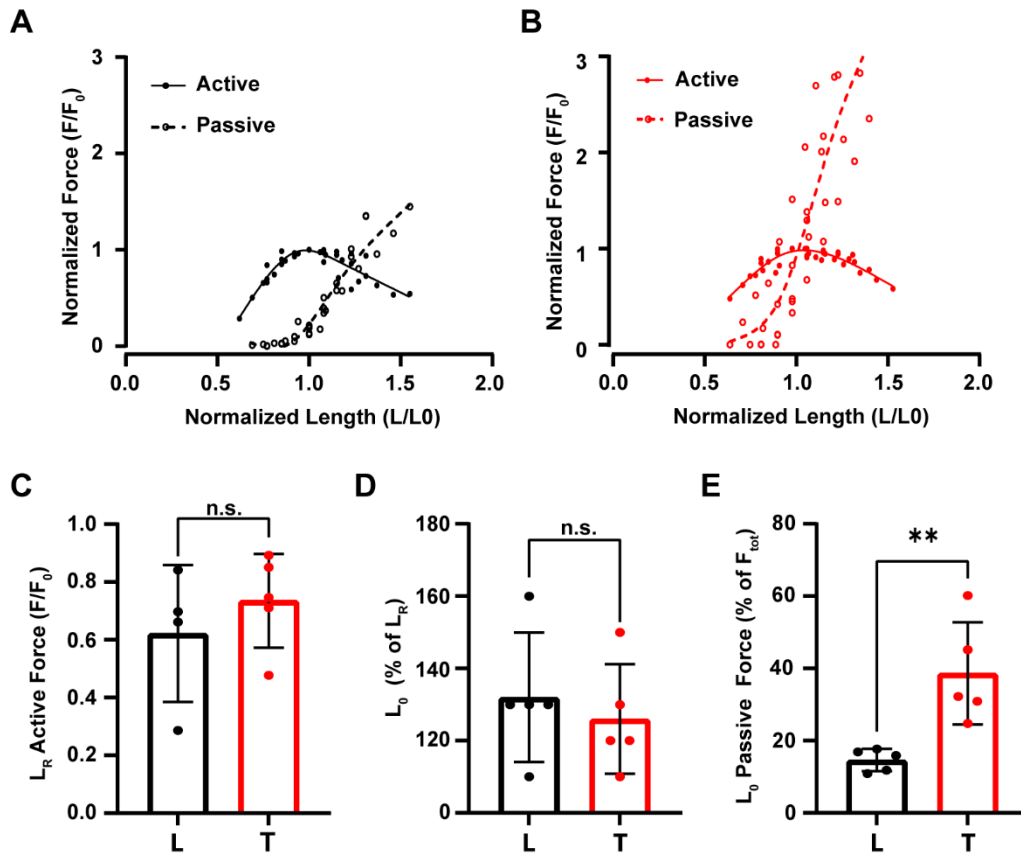 A
Normalized Force (F/F0)
3
2
1
0
Active
Passive
0.0 0.5 1.0 1.5 2.0
Normalized Length (L/L0)
B
Normalized Force (F/F0)
3
2
1
0
Active
Passive
0.0 0.5 1.0 1.5 2.0
Normalized Length (L/L0)
C
LR Active Force (F/F0)
1.0
0.8
0.6
0.4
0.2
0.0
n.s.
L T
D
L0 (% of LR)
180
160
130
120
0
n.s.
L T
E
L0 Passive Force (% of Ftot)
80
60
40
20
0
**
L T